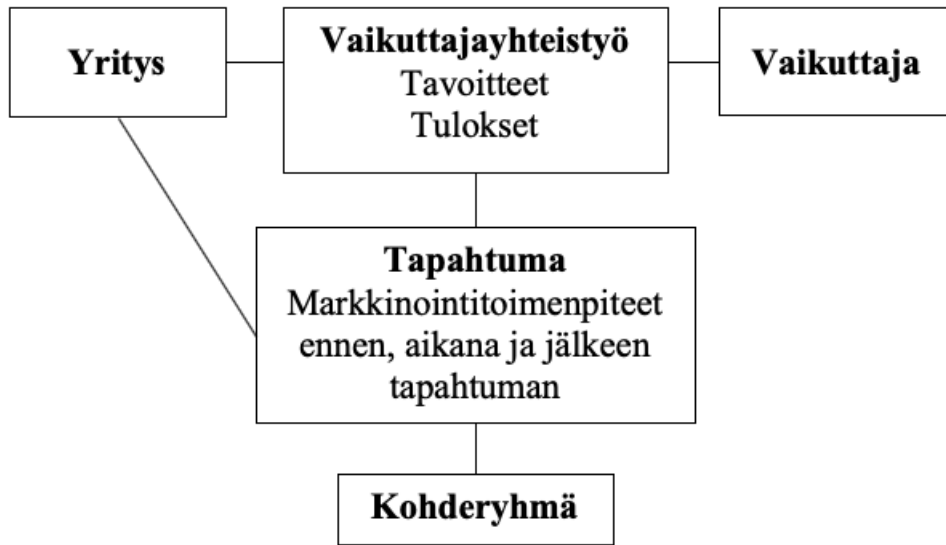 Yritys
Vaikuttajayhteistyö
Tavoitteet
Tulokset
Vaikuttaja
Tapahtuma
Markkinointitoimenpiteet
ennen, aikana ja jälkeen
tapahtuman
Kohderyhmä